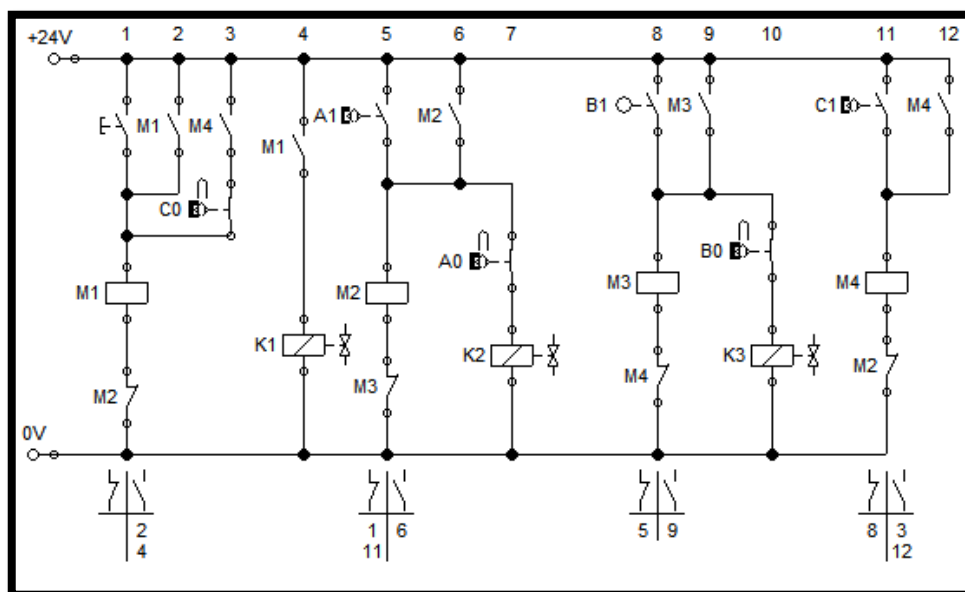 1 2 3 4 5 6 7 8 9 10 11 12
+24V
A1 B1 M3 C1 M4
M1 M4 M1 M2
C0
A0 B0
M1 M2 M3 M4
K1 K2 K3
M2 M3 M4 M2
0V
2 1 6 5 9 8 3
4 11 12